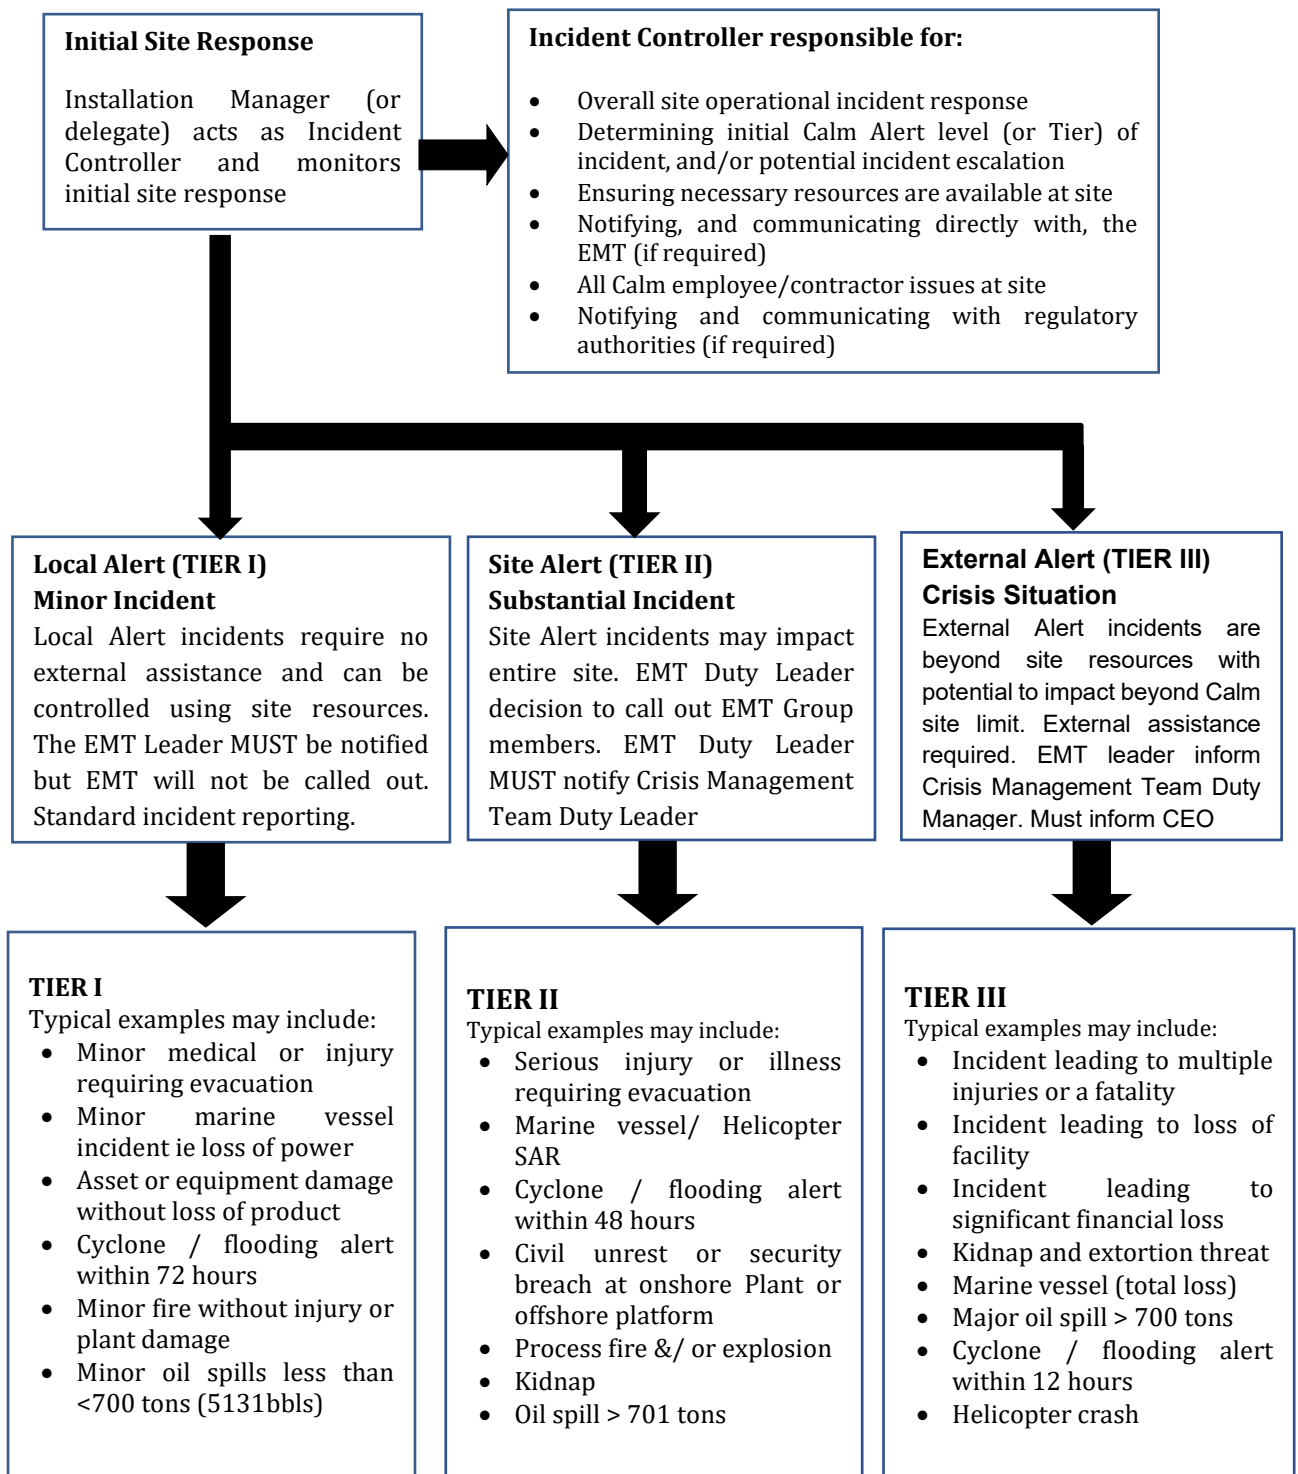 Initial Site Response
Installation Manager (or
delegate) acts as Incident
Controller and monitors
initial site response
Incident Controller responsible for:
• Overall site operational incident response
• Determining initial Calm Alert level (or Tier) of
incident, and/or potential incident escalation
• Ensuring necessary resources are available at site
• Notifying, and communicating directly with, the
EMT (if required)
• All Calm employee/contractor issues at site
• Notifying and communicating with regulatory
authorities (if required)
Local Alert (TIER I)
Minor Incident
Local Alert incidents require no
external assistance and can be
controlled using site resources.
The EMT Leader MUST be notified
but EMT will not be called out.
Standard incident reporting.
Site Alert (TIER II)
Substantial Incident
Site Alert incidents may impact
entire site. EMT Duty Leader
decision to call out EMT Group
members. EMT Duty Leader
MUST notify Crisis Management
Team Duty Leader
External Alert (TIER III)
Crisis Situation
External Alert incidents are
beyond site resources with
potential to impact beyond Calm
site limit. External assistance
required. EMT leader inform
Crisis Management Team Duty
Manager. Must inform CEO
TIER I
Typical examples may include:
• Minor medical or injury
requiring evacuation
• Minor marine vessel
incident ie loss of power
• Asset or equipment damage
without loss of product
• Cyclone / flooding alert
within 72 hours
• Minor fire without injury or
plant damage
• Minor oil spills less than
<700 tons (5131bbls)
TIER II
Typical examples may include:
• Serious injury or illness
requiring evacuation
• Marine vessel/ Helicopter
SAR
• Cyclone / flooding alert
within 48 hours
• Civil unrest or security
breach at onshore Plant or
offshore platform
• Process fire &/ or explosion
• Kidnap
• Oil spill > 701 tons
TIER III
Typical examples may include:
• Incident leading to multiple
injuries or a fatality
• Incident leading to loss of
facility
• Incident leading to
significant financial loss
• Kidnap and extortion threat
• Marine vessel (total loss)
• Major oil spill > 700 tons
• Cyclone / flooding alert
within 12 hours
• Helicopter crash